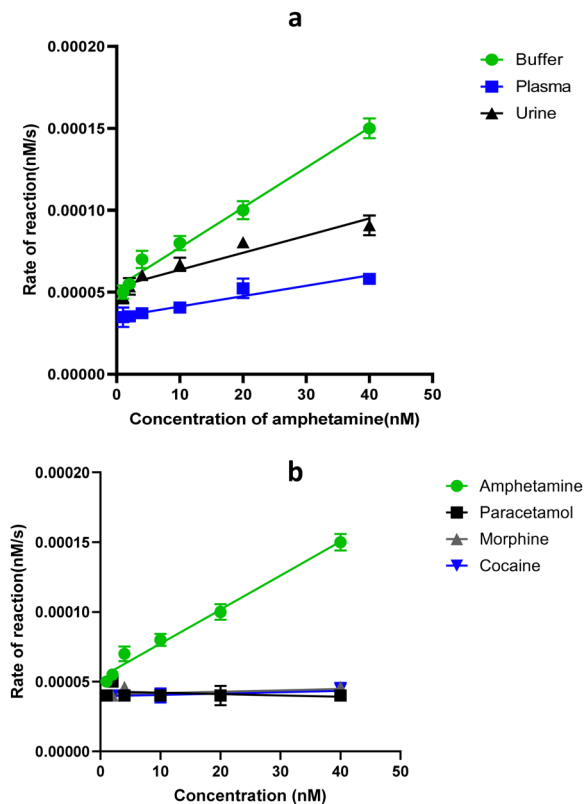 a
Rate of reaction(nM/s)
0.00020
0.00015
0.00010
0.00005
0.00000
0 10 20 30 40 50
Concentration of amphetamine(nM)
Buffer
Plasma
Urine
b
Rate of reaction(nM/s)
0.00020
0.00015
0.00010
0.00005
0.00000
0 10 20 30 40 50
Concentration (nM)
Amphetamine
Paracetamol
Morphine
Cocaine